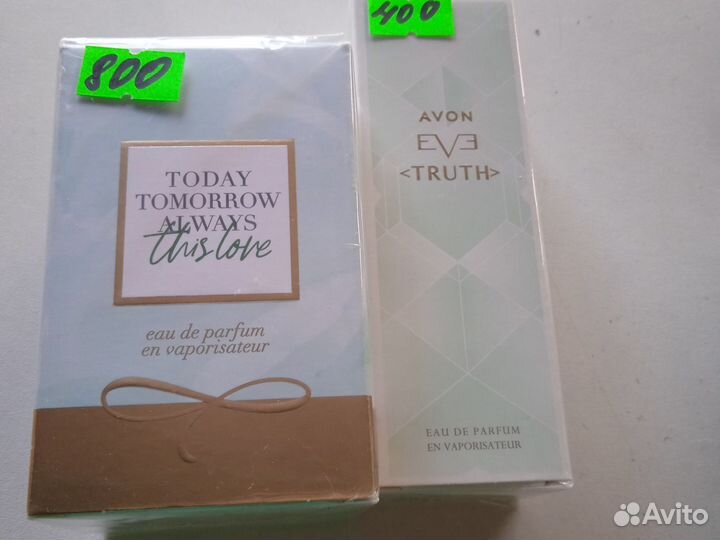 800
TODAY
TOMORROW
ALWAYS
this love
eau de parfum
en vaporisateur
400
AVON
EVE
<TRUTH>
EAU DE PARFUM
EN VAPORISATEUR
Avito